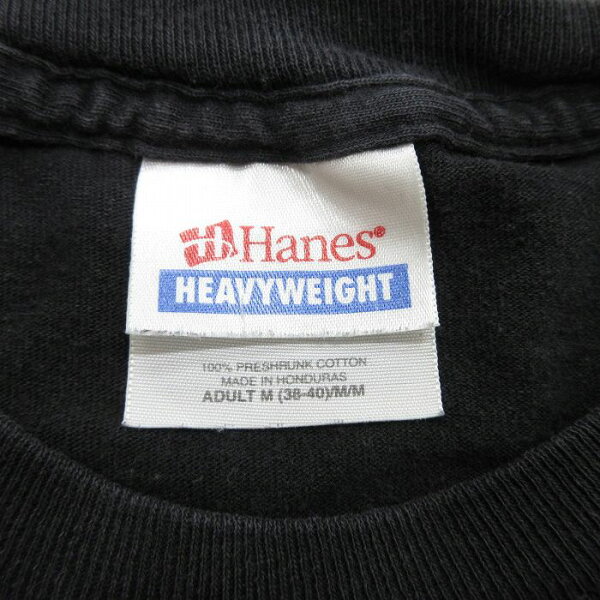 Hanes®
HEAVYWEIGHT
100% PRESHRUNK COTTON
MADE IN HONDURAS
ADULT M (38-40)/M/M